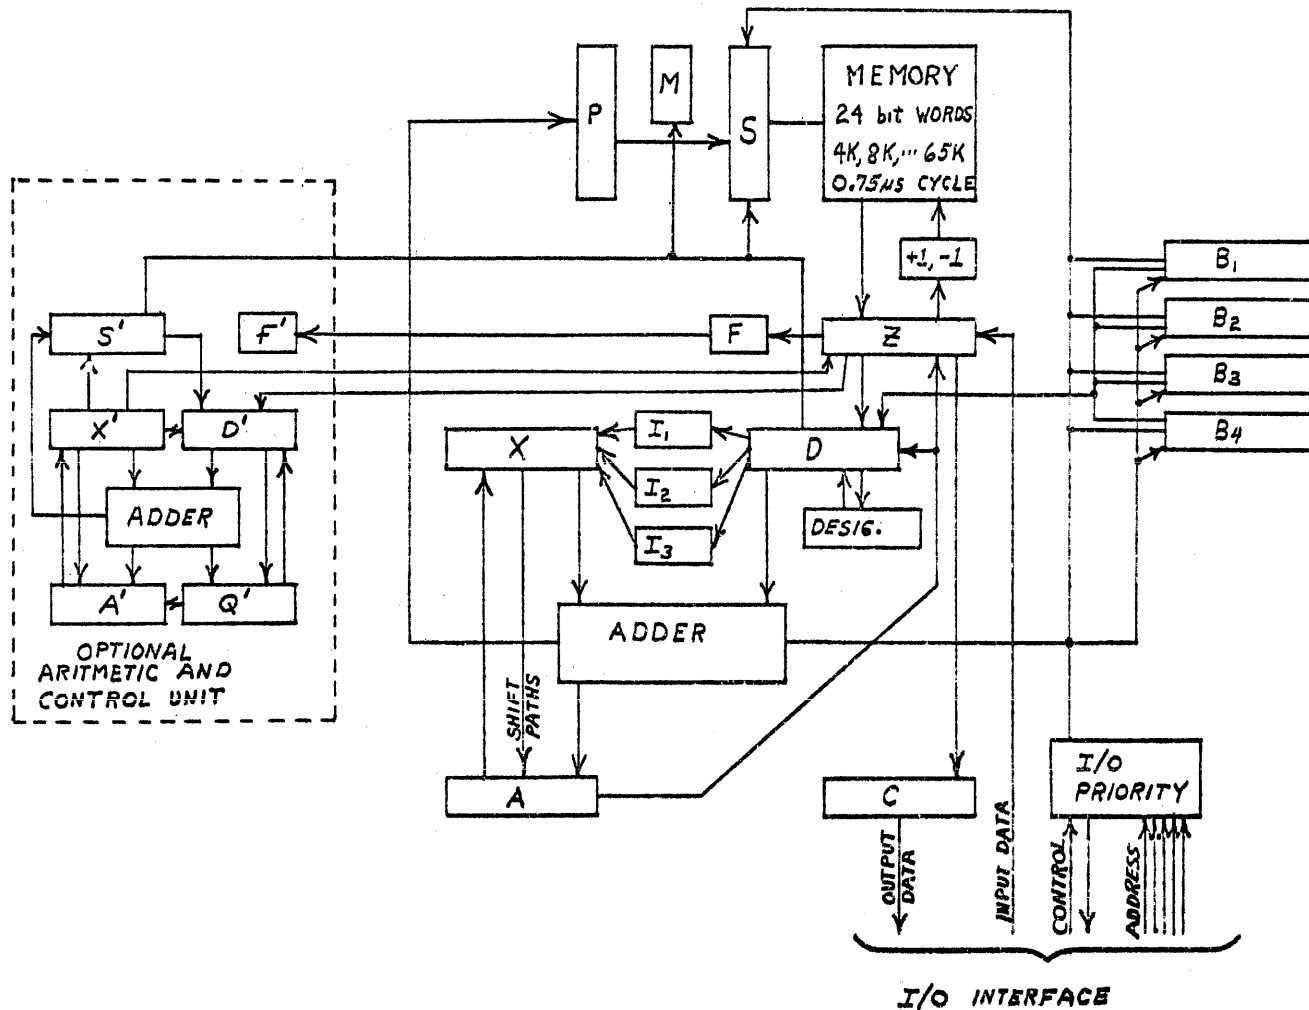 P
M
S
MEMORY
24 bit WORDS
4K, 8K, ... 65K
0.75μs CYCLE
+1, -1
B1
B2
B3
B4
S'
F'
F
Z
X'
D'
X
I1
I2
I3
D
DESIG.
ADDER
ADDER
A'
Q'
OPTIONAL
ARITMETIC AND
CONTROL UNIT
SHIFT
PATHS
A
C
I/O
PRIORITY
OUTPUT
DATA
INPUT DATA
CONTROL
ADDRESS
I/O INTERFACE